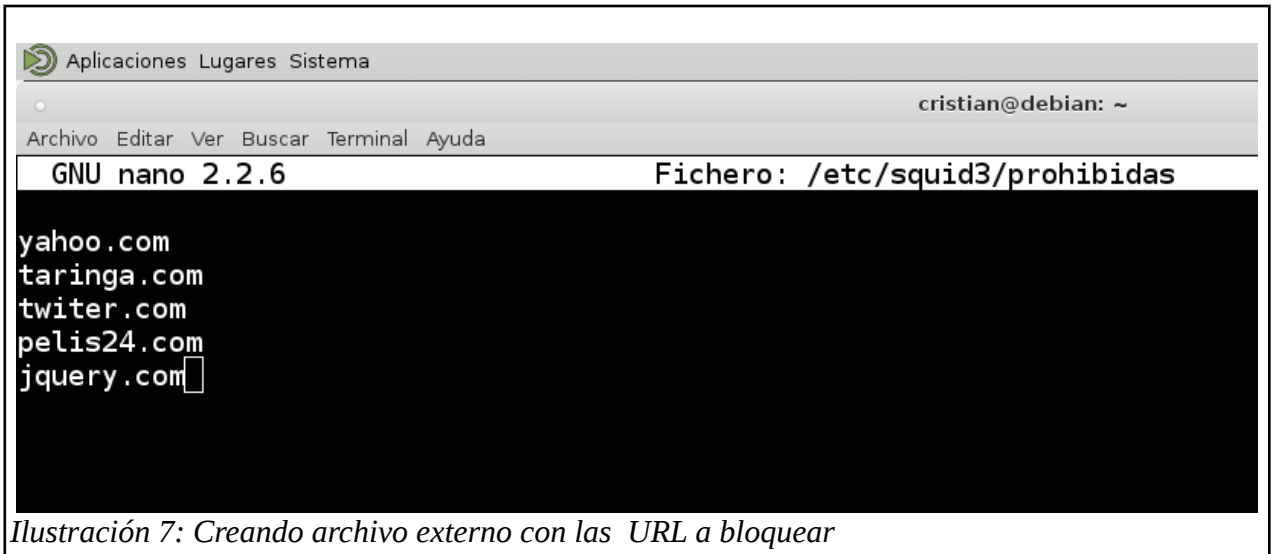 Aplicaciones Lugares Sistema
cristian@debian: ~
Archivo Editar Ver Buscar Terminal Ayuda
GNU nano 2.2.6 Fichero: /etc/squid3/prohibidas
yahoo.com
taringa.com
twiter.com
pelis24.com
jquery.com
Ilustración 7: Creando archivo externo con las URL a bloquear